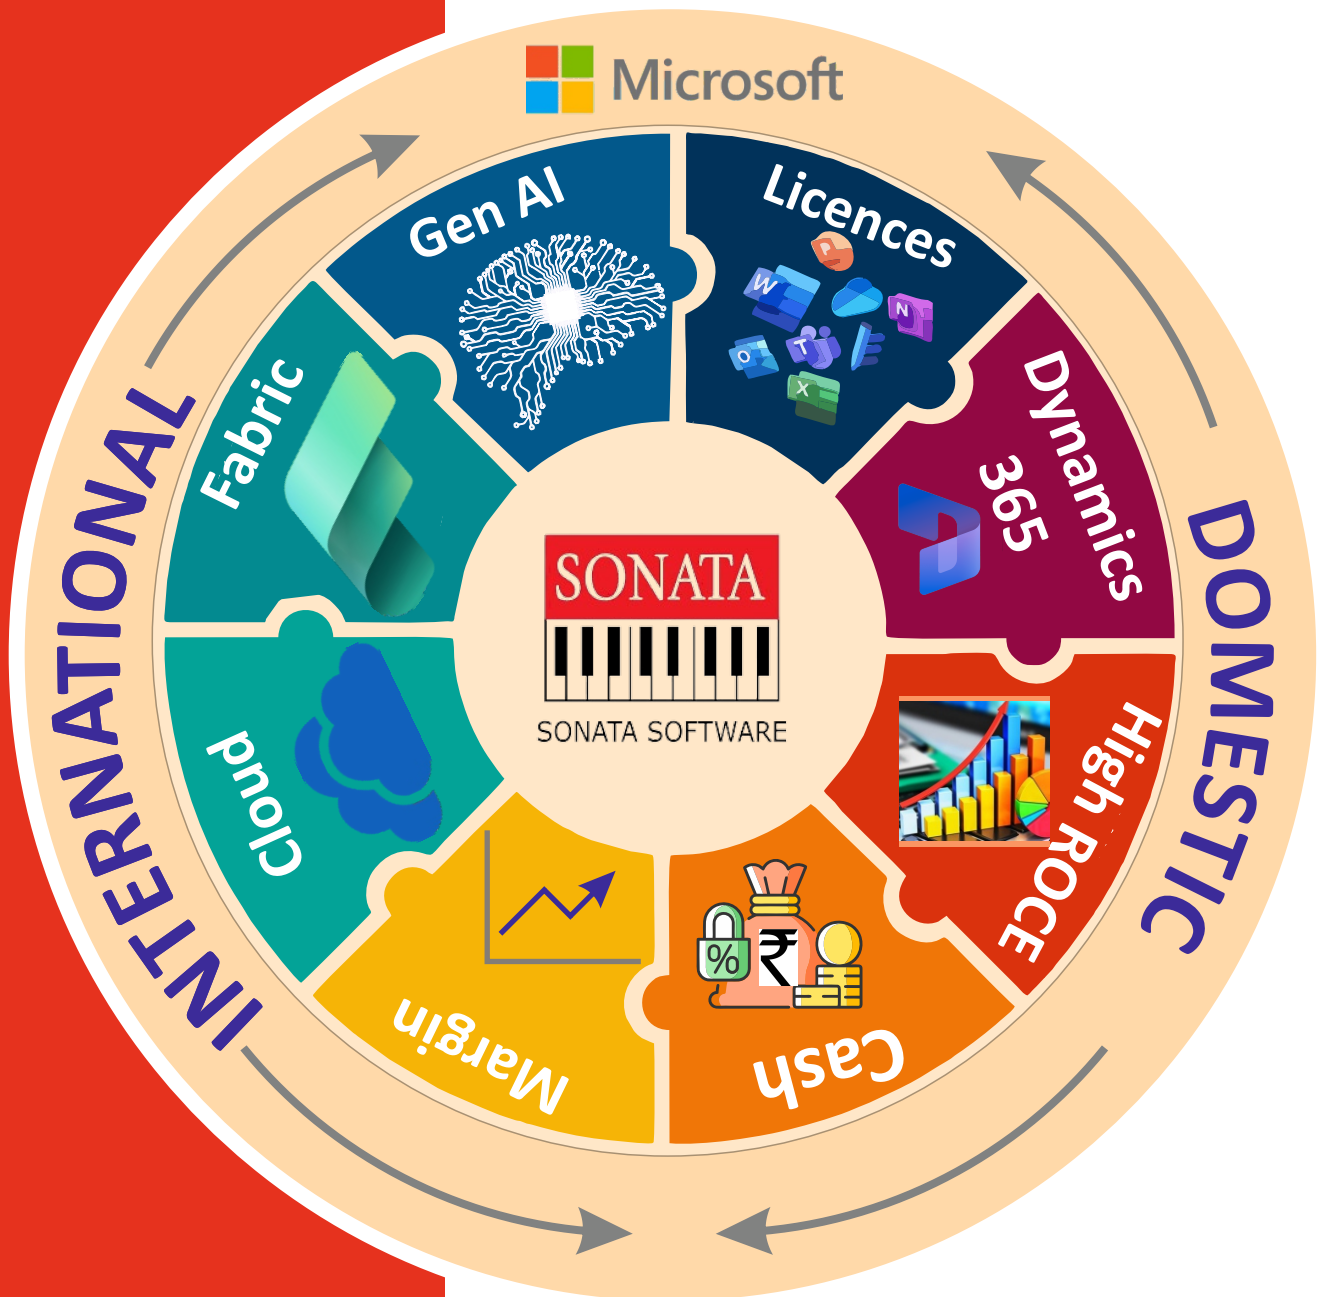 Microsoft
Gen AI
Licences
P
W
N
O
T
X
Dynamics
365
Fabric
INTERNATIONAL
DOMESTIC
SONATA
SONATA SOFTWARE
Cloud
High ROCE
%
₹
Margin
Cash